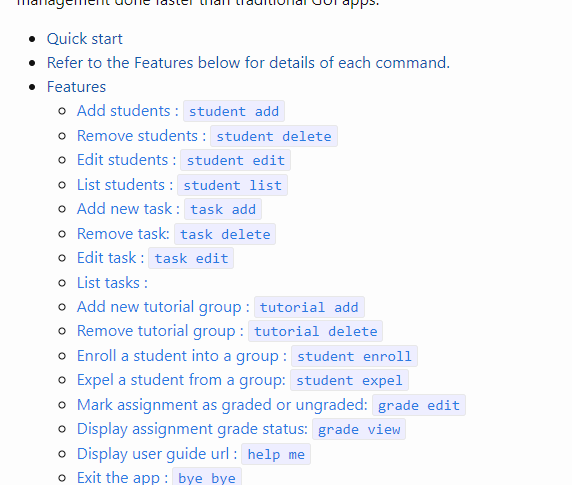 management done faster than traditional GUI apps.
Quick start
Refer to the Features below for details of each command.
Features
Add students : student add
Remove students : student delete
Edit students : student edit
List students : student list
Add new task : task add
Remove task: task delete
Edit task : task edit
List tasks :
Add new tutorial group : tutorial add
Remove tutorial group : tutorial delete
Enroll a student into a group : student enroll
Expel a student from a group: student expel
Mark assignment as graded or ungraded: grade edit
Display assignment grade status: grade view
Display user guide url : help me
Exit the app : bye bye